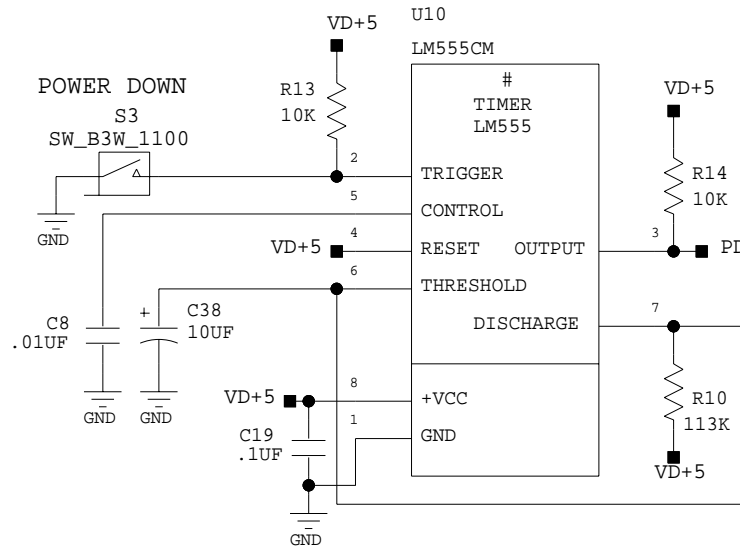 U10
LM555CM
VD+5
POWER DOWN
S3
SW_B3W_1100
R13
10K
#
TIMER
LM555
VD+5
R14
10K
2
TRIGGER
5
CONTROL
GND
4
VD+5
RESET
OUTPUT
3
PD
6
THRESHOLD
C8
.01UF
+
C38
10UF
7
DISCHARGE
GND
GND
VD+5
8
+VCC
R10
113K
C19
.1UF
1
GND
VD+5
GND